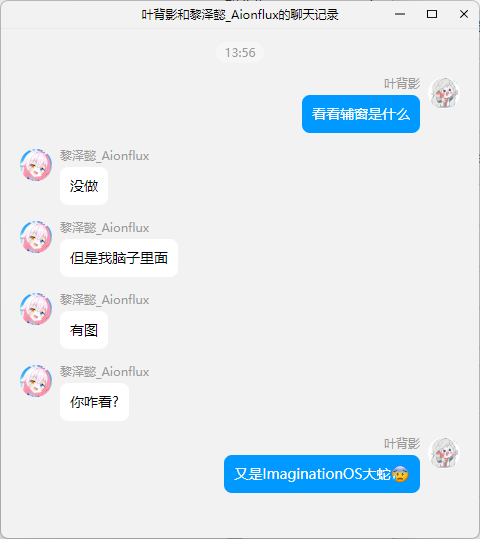 叶背影和黎泽懿_Aionflux的聊天记录
13:56
叶背影
看看辅窗是什么
黎泽懿_Aionflux
没做
黎泽懿_Aionflux
但是我脑子里面
黎泽懿_Aionflux
有图
黎泽懿_Aionflux
你咋看?
叶背影
又是ImaginationOS大蛇😰